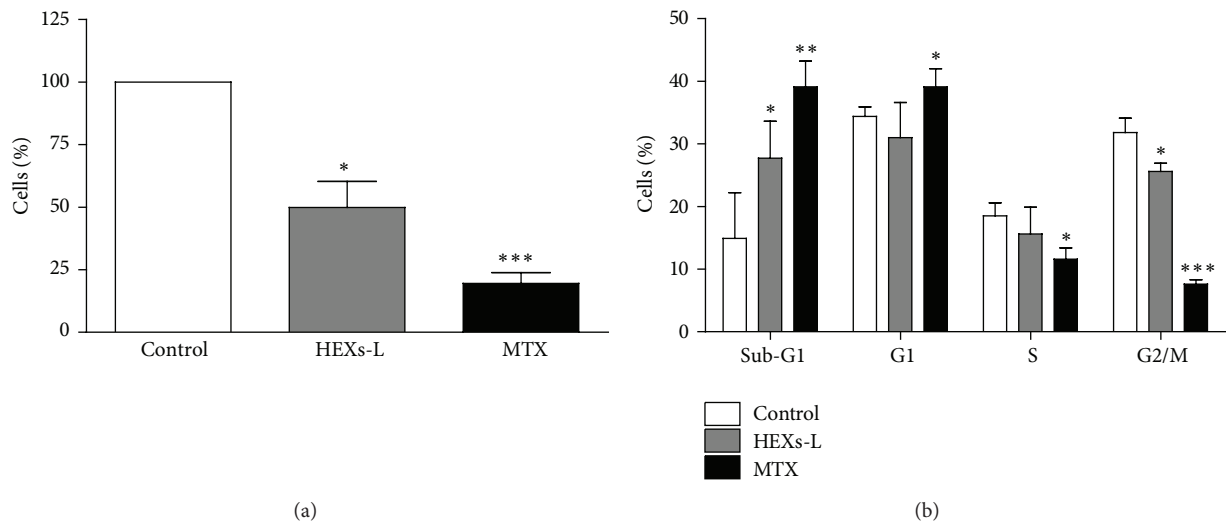 125
100
75
50
25
0
Cells (%)
*
***
Control HEXs-L MTX
(a)
50
40
30
20
10
0
Cells (%)
* ** * * * ***
Sub-G1 G1 S G2/M
Control
HEXs-L
MTX
(b)